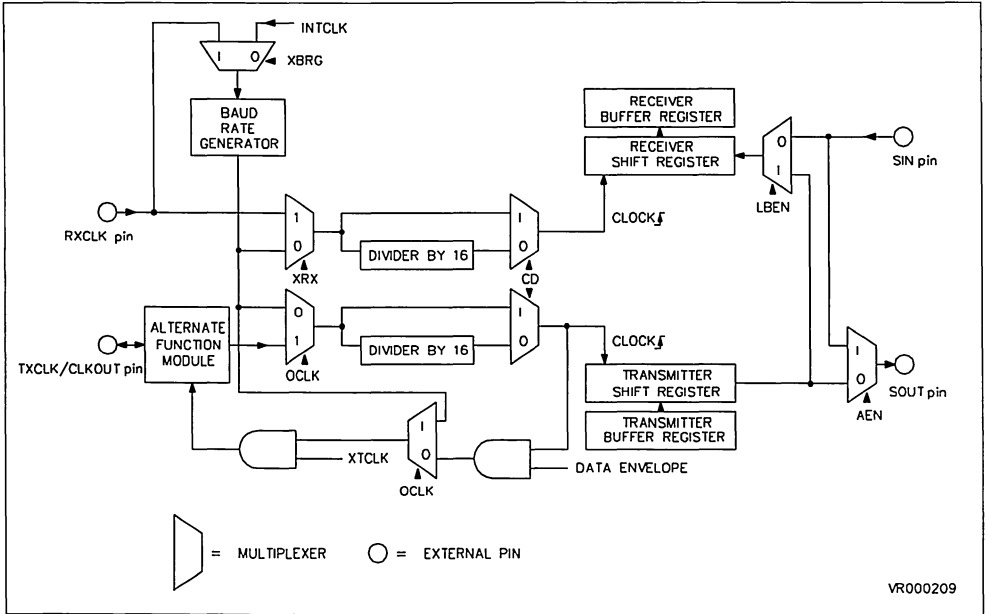 INTCLK
1 0
XBRG
BAUD
RATE
GENERATOR
RECEIVER
BUFFER REGISTER
RECEIVER
SHIFT REGISTER
0
1
LBEN
SIN pin
RXCLK pin
1
0
XRX
DIVIDER BY 16
1
0
CD
CLOCK
TXCLK/CLKOUT pin
ALTERNATE
FUNCTION
MODULE
0
1
OCLK
DIVIDER BY 16
1
0
CLOCK
TRANSMITTER
SHIFT REGISTER
TRANSMITTER
BUFFER REGISTER
1
0
AEN
SOUT pin
XTCLK
1
0
OCLK
DATA ENVELOPE
= MULTIPLEXER
= EXTERNAL PIN
VR000209